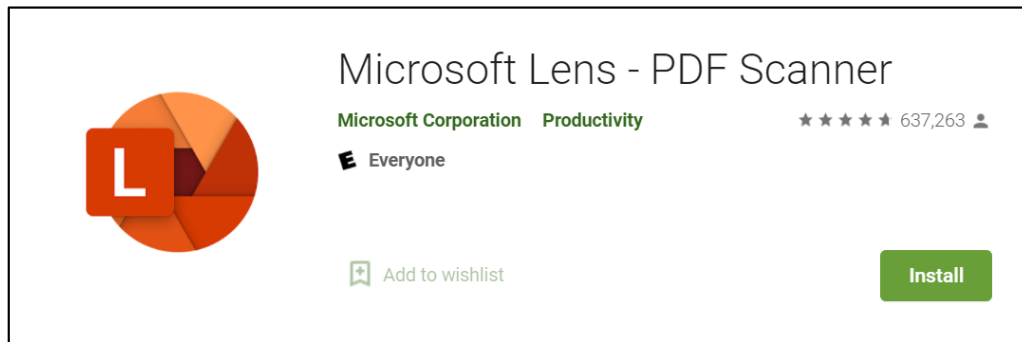 Microsoft Lens - PDF Scanner
Microsoft Corporation Productivity 637,263
E Everyone
L
Add to wishlist
Install